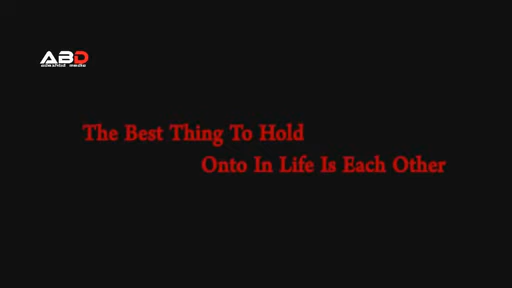 ABD
The Best Thing To Hold
Onto In Life Is Each Other